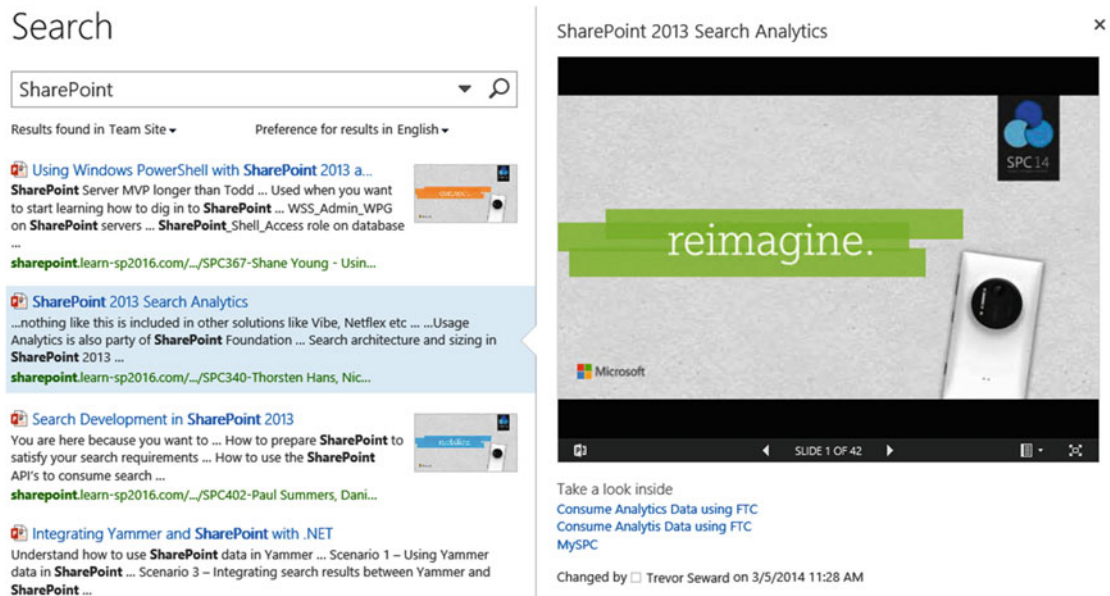 Search
SharePoint
Results found in Team Site
Preference for results in English
Using Windows PowerShell with SharePoint 2013 a...
SharePoint Server MVP longer than Todd ... Used when you want
to start learning how to dig in to SharePoint ... WSS_Admin_WPG
on SharePoint servers ... SharePoint_Shell_Access role on database
...
sharepoint.learn-sp2016.com/.../SPC367-Shane Young - Usin...
SharePoint 2013 Search Analytics
...nothing like this is included in other solutions like Vibe, Netflex etc ... ...Usage
Analytics is also party of SharePoint Foundation ... Search architecture and sizing in
SharePoint 2013 ...
sharepoint.learn-sp2016.com/.../SPC340-Thorsten Hans, Nic...
Search Development in SharePoint 2013
You are here because you want to ... How to prepare SharePoint to
satisfy your search requirements ... How to use the SharePoint
API's to consume search ...
sharepoint.learn-sp2016.com/.../SPC402-Paul Summers, Dani...
Integrating Yammer and SharePoint with .NET
Understand how to use SharePoint data in Yammer ... Scenario 1 – Using Yammer
data in SharePoint ... Scenario 3 – Integrating search results between Yammer and
SharePoint ...
SharePoint 2013 Search Analytics
SPC14
reimagine.
Microsoft
SLIDE 1 OF 42
Take a look inside
Consume Analytics Data using FTC
Consume Analytis Data using FTC
MySPC
Changed by Trevor Seward on 3/5/2014 11:28 AM